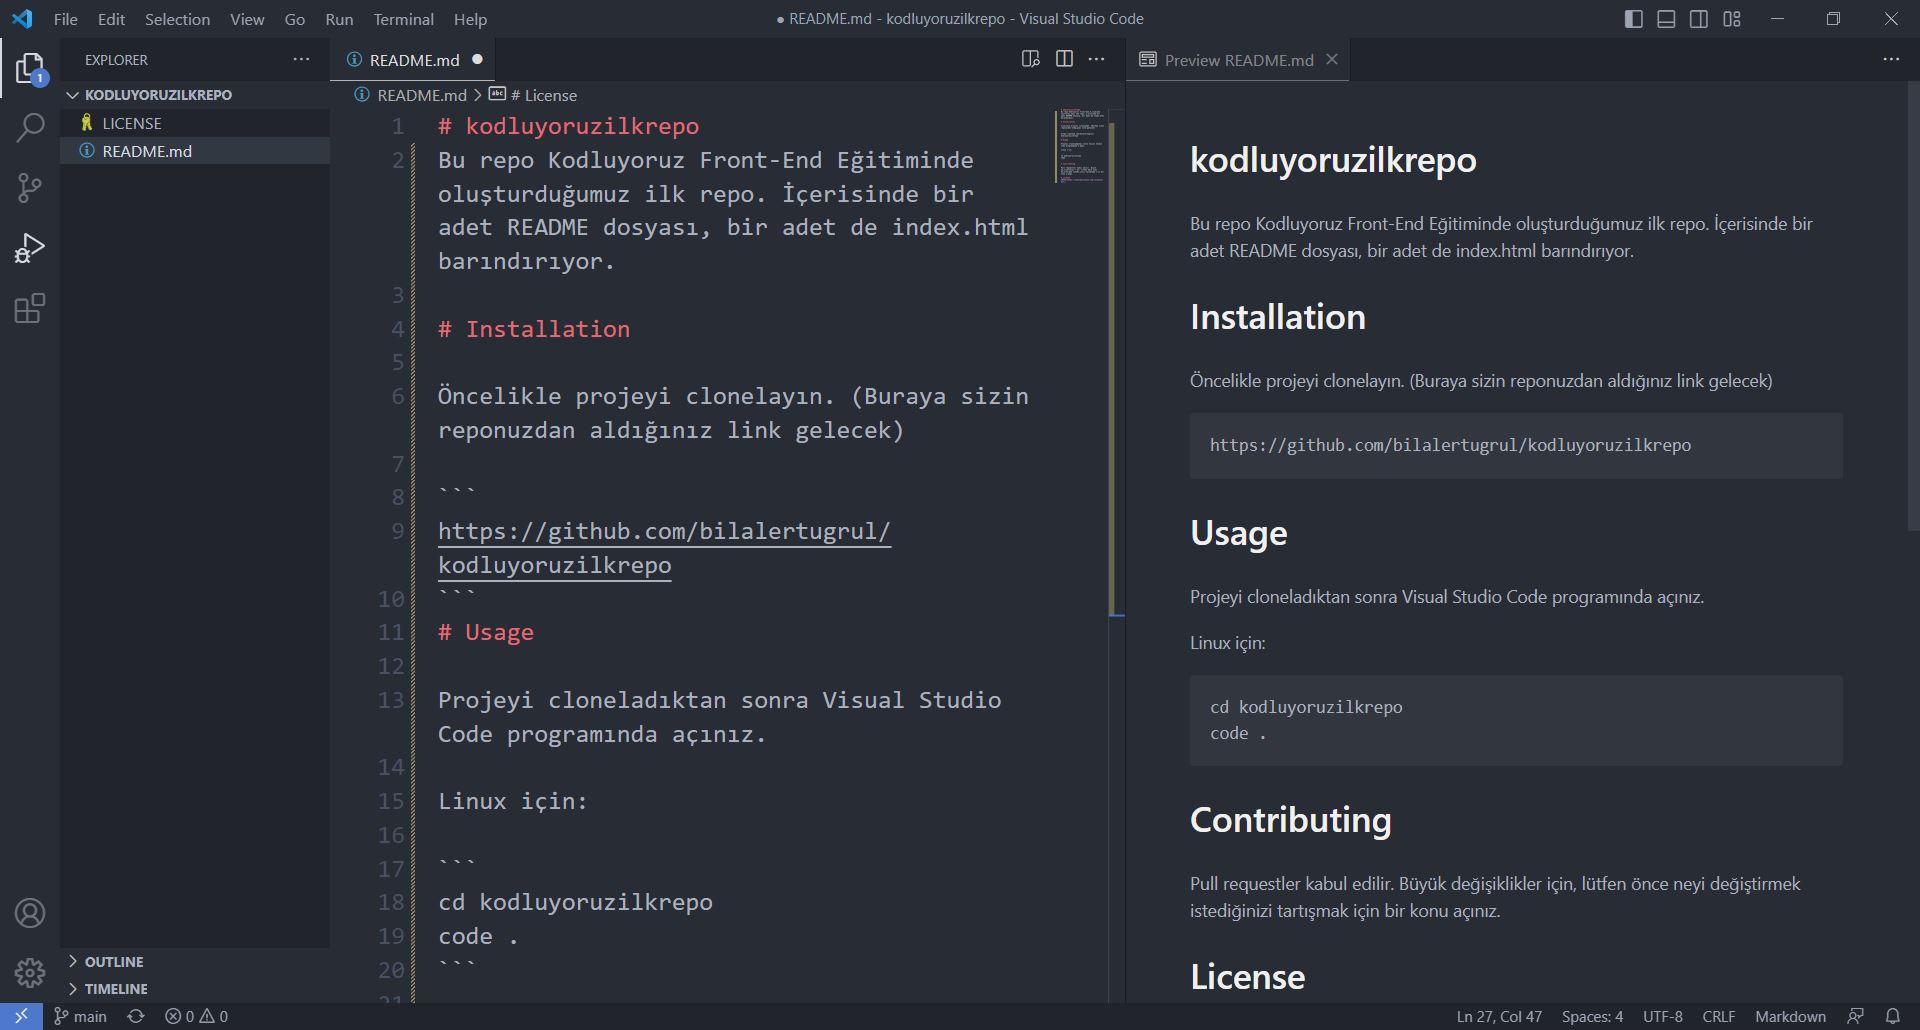 File Edit Selection View Go Run Terminal Help
● README.md - kodluyoruzilkrepo - Visual Studio Code
1
EXPLORER
KODLUYORUZILKREPO
LICENSE
README.md
OUTLINE
TIMELINE
README.md
README.md > # License
1 # kodluyoruzilkrepo
2 Bu repo Kodluyoruz Front-End Eğitiminde
oluşturduğumuz ilk repo. İçerisinde bir
adet README dosyası, bir adet de index.html
barındırıyor.
3
4 # Installation
5
6 Öncelikle projeyi clonelayın. (Buraya sizin
reponuzdan aldığınız link gelecek)
7
8 ```
9 https://github.com/bilalertugrul/
kodluyoruzilkrepo
10 ```
11 # Usage
12
13 Projeyi cloneladıktan sonra Visual Studio
Code programında açınız.
14
15 Linux için:
16
17 ```
18 cd kodluyoruzilkrepo
19 code .
20 ```
21
Preview README.md
kodluyoruzilkrepo
Bu repo Kodluyoruz Front-End Eğitiminde oluşturduğumuz ilk repo. İçerisinde bir
adet README dosyası, bir adet de index.html barındırıyor.
Installation
Öncelikle projeyi clonelayın. (Buraya sizin reponuzdan aldığınız link gelecek)
https://github.com/bilalertugrul/kodluyoruzilkrepo
Usage
Projeyi cloneladıktan sonra Visual Studio Code programında açınız.
Linux için:
cd kodluyoruzilkrepo
code .
Contributing
Pull requestler kabul edilir. Büyük değişiklikler için, lütfen önce neyi değiştirmek
istediğinizi tartışmak için bir konu açınız.
License
main 0 0 Ln 27, Col 47 Spaces: 4 UTF-8 CRLF Markdown